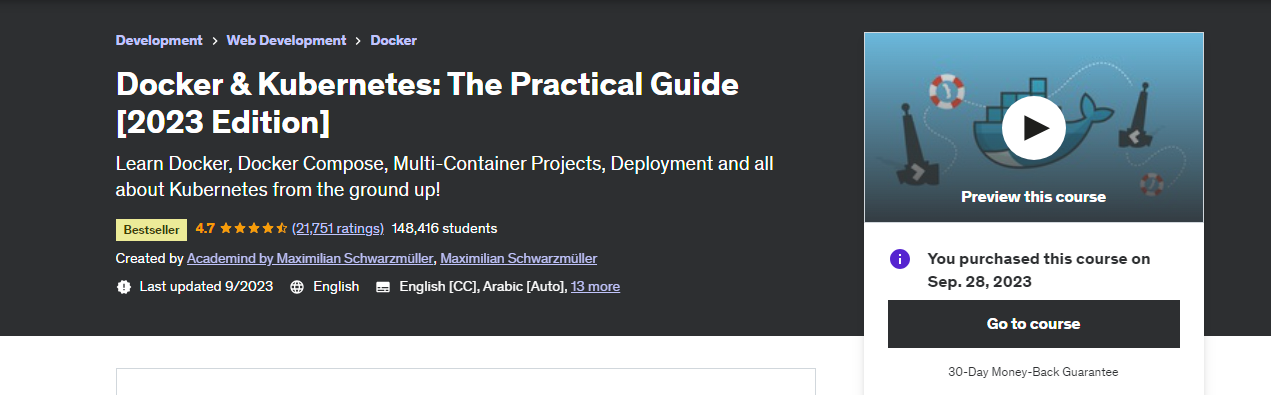 Development > Web Development > Docker
Docker & Kubernetes: The Practical Guide
[2023 Edition]
Learn Docker, Docker Compose, Multi-Container Projects, Deployment and all
about Kubernetes from the ground up!
Bestseller 4.7 (21,751 ratings) 148,416 students
Created by Academind by Maximilian Schwarzmüller, Maximilian Schwarzmüller
Last updated 9/2023 English English [CC], Arabic [Auto], 13 more
Preview this course
You purchased this course on
Sep. 28, 2023
Go to course
30-Day Money-Back Guarantee